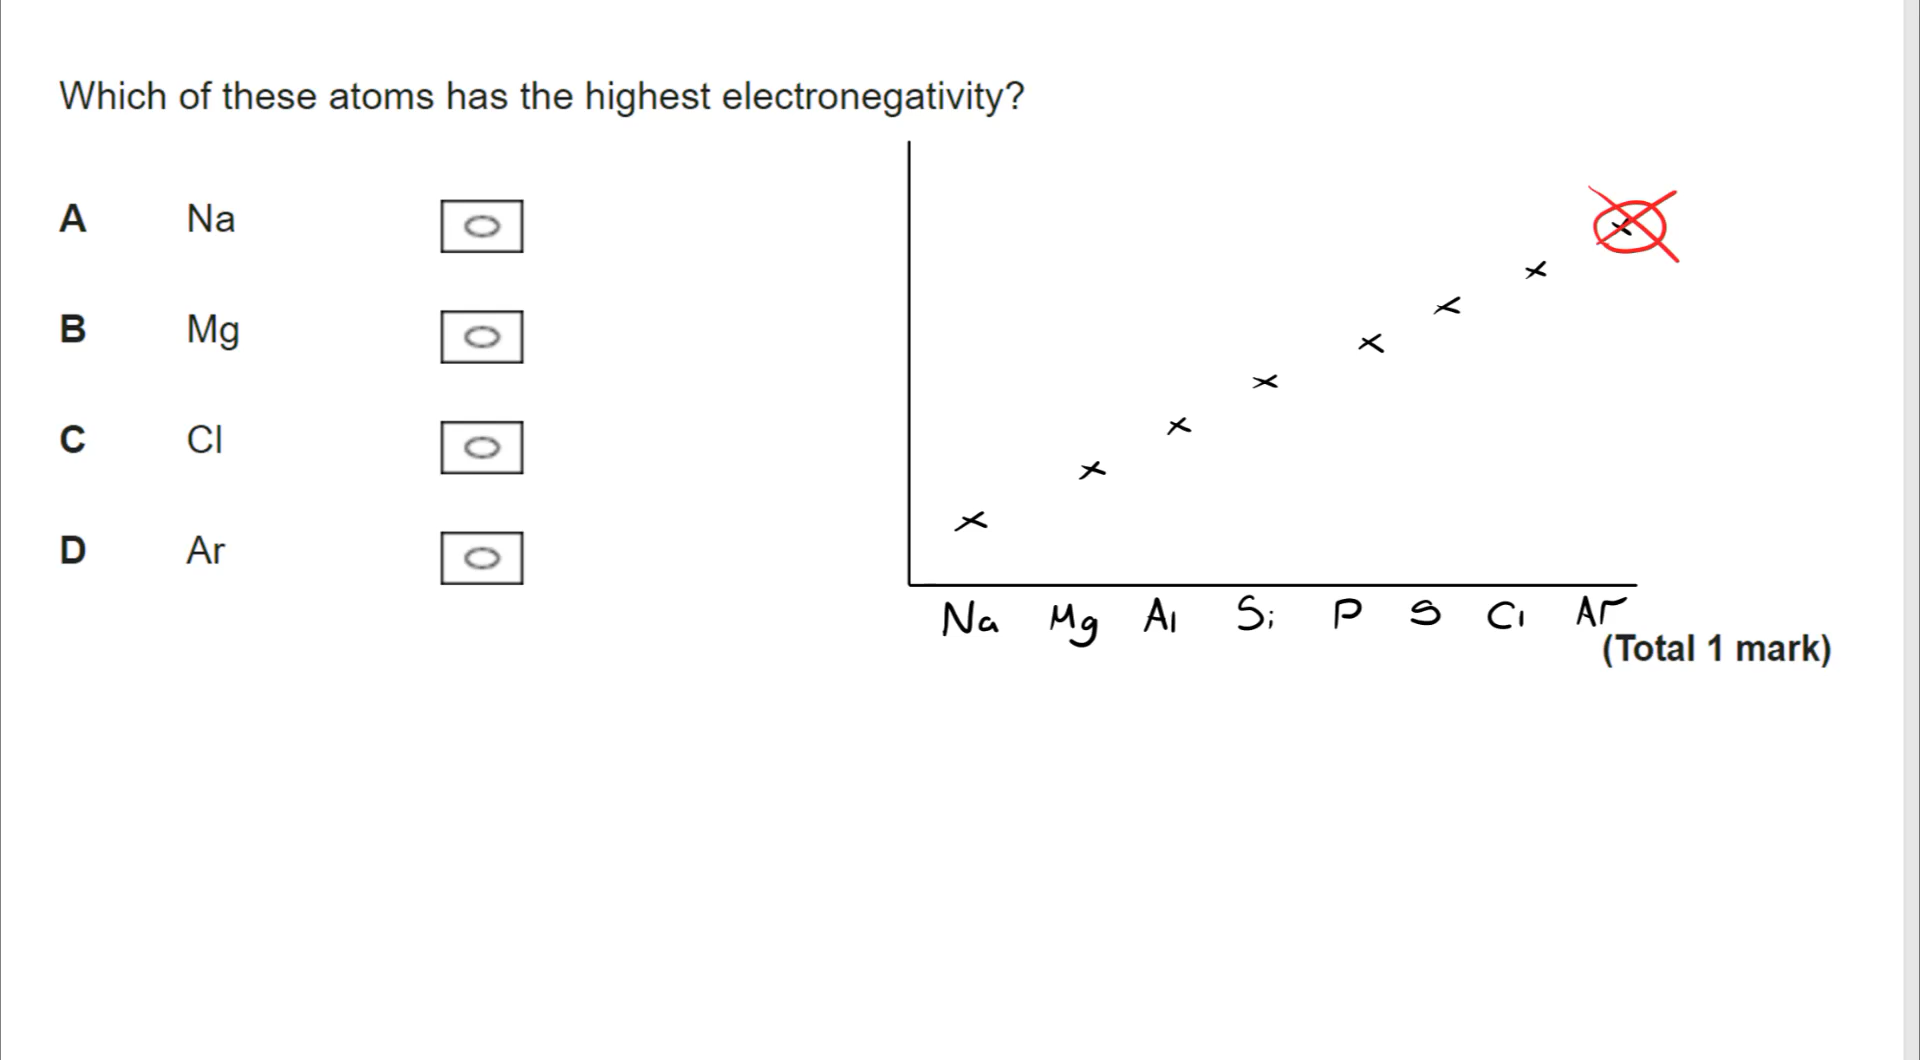 Which of these atoms has the highest electronegativity?
A Na
B Mg
C Cl
D Ar
Na Mg Al Si P S Cl Ar
(Total 1 mark)